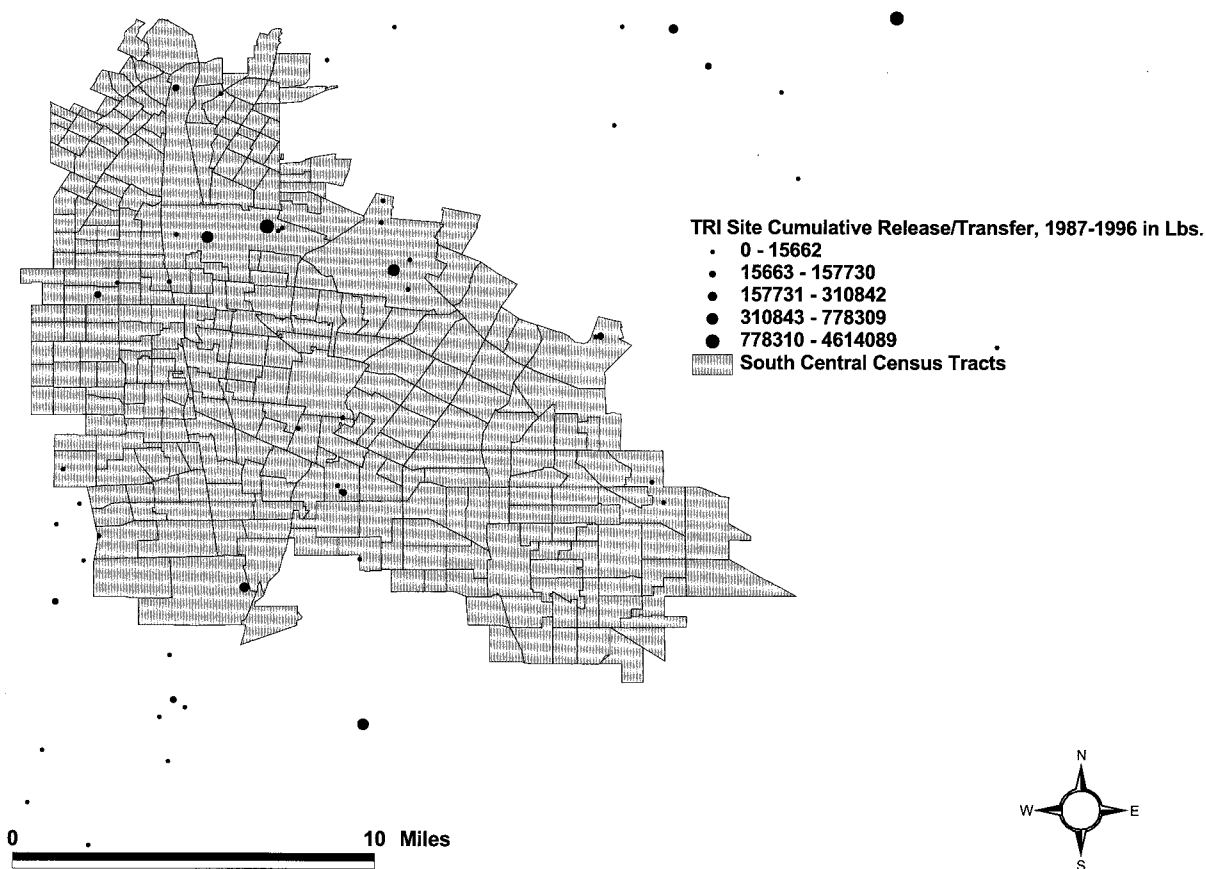 TRI Site Cumulative Release/Transfer, 1987-1996 in Lbs.
0 - 15662
15663 - 157730
157731 - 310842
310843 - 778309
778310 - 4614089
South Central Census Tracts
N
W E
S
0 10 Miles